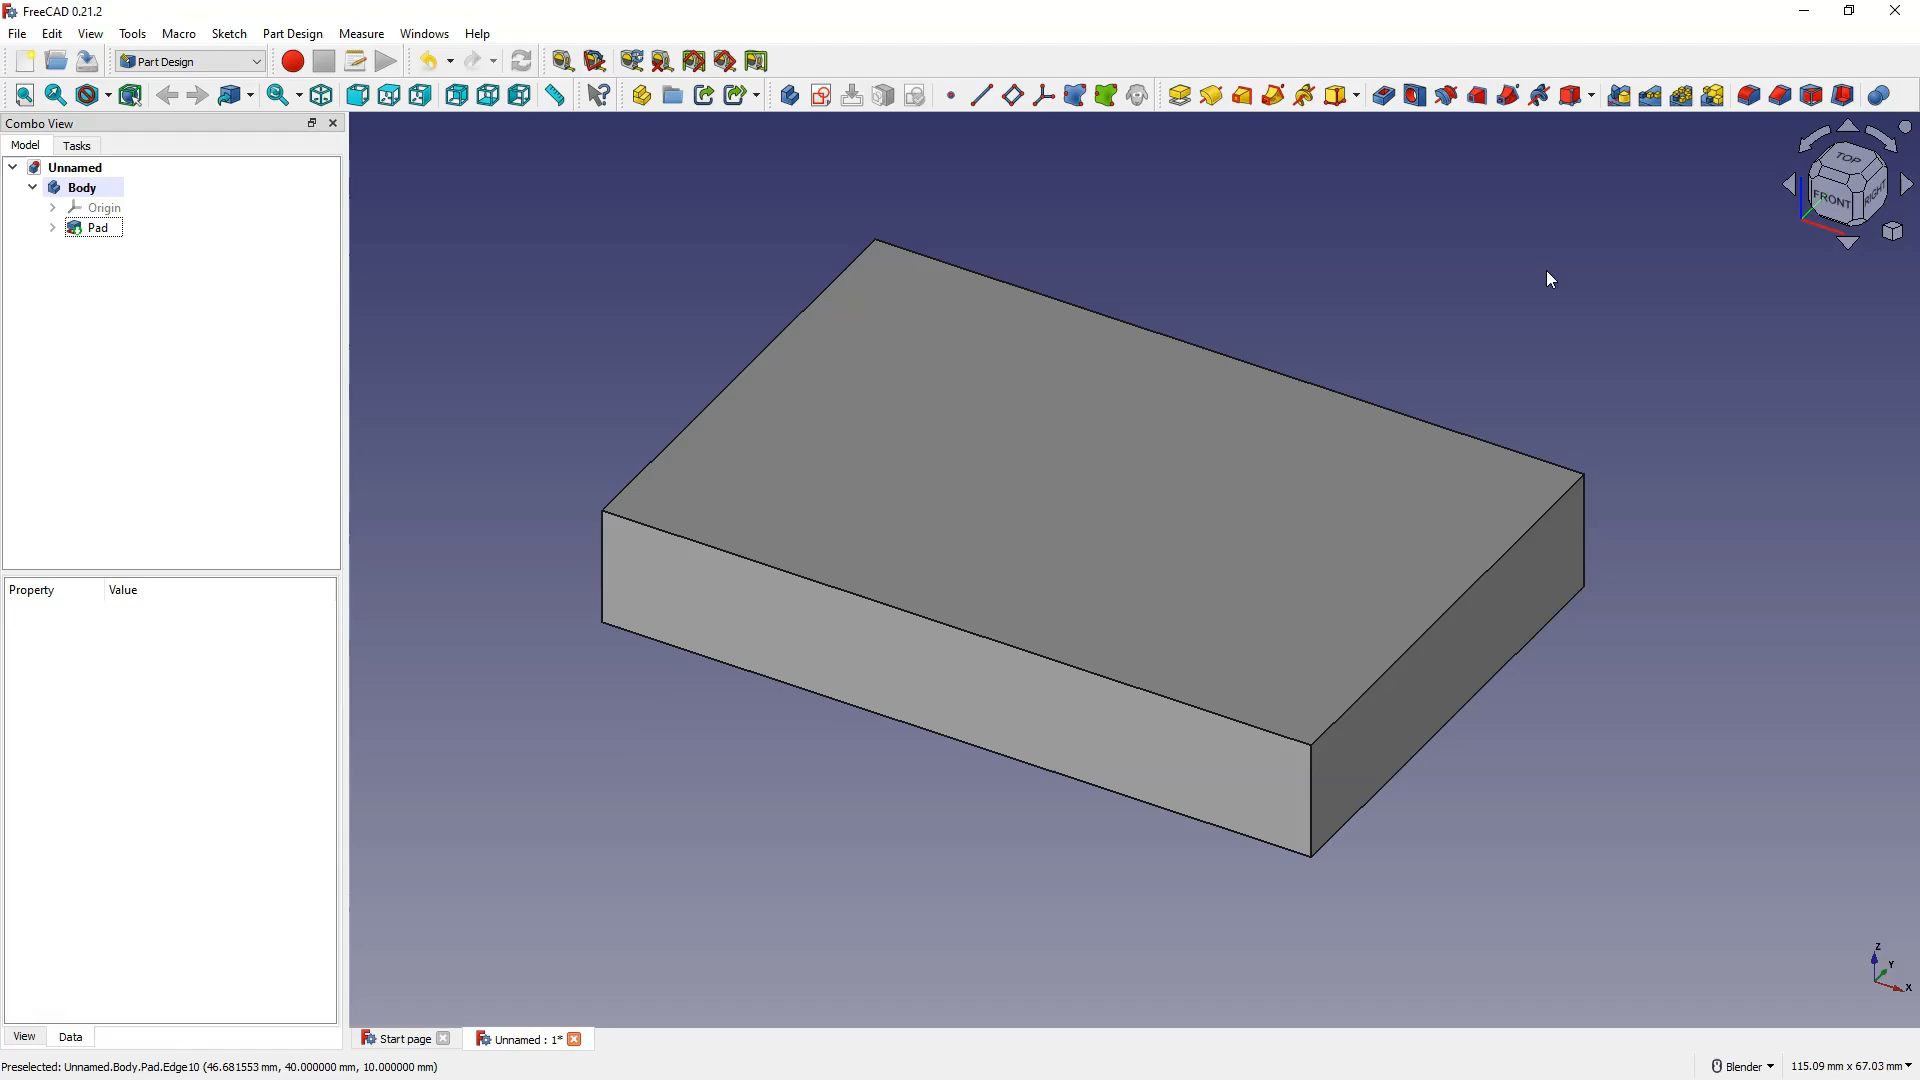 FreeCAD 0.21.2
File Edit View Tools Macro Sketch Part Design Measure Windows Help
Part Design
Combo View
Model Tasks
Unnamed
Body
Origin
Pad
TOP
FRONT RIGHT
Property Value
Z
Y
X
View Data
Start page Unnamed : 1*
Preselected: Unnamed.Body.Pad.Edge10 (46.681553 mm, 40.000000 mm, 10.000000 mm)
Blender 115.09 mm x 67.03 mm